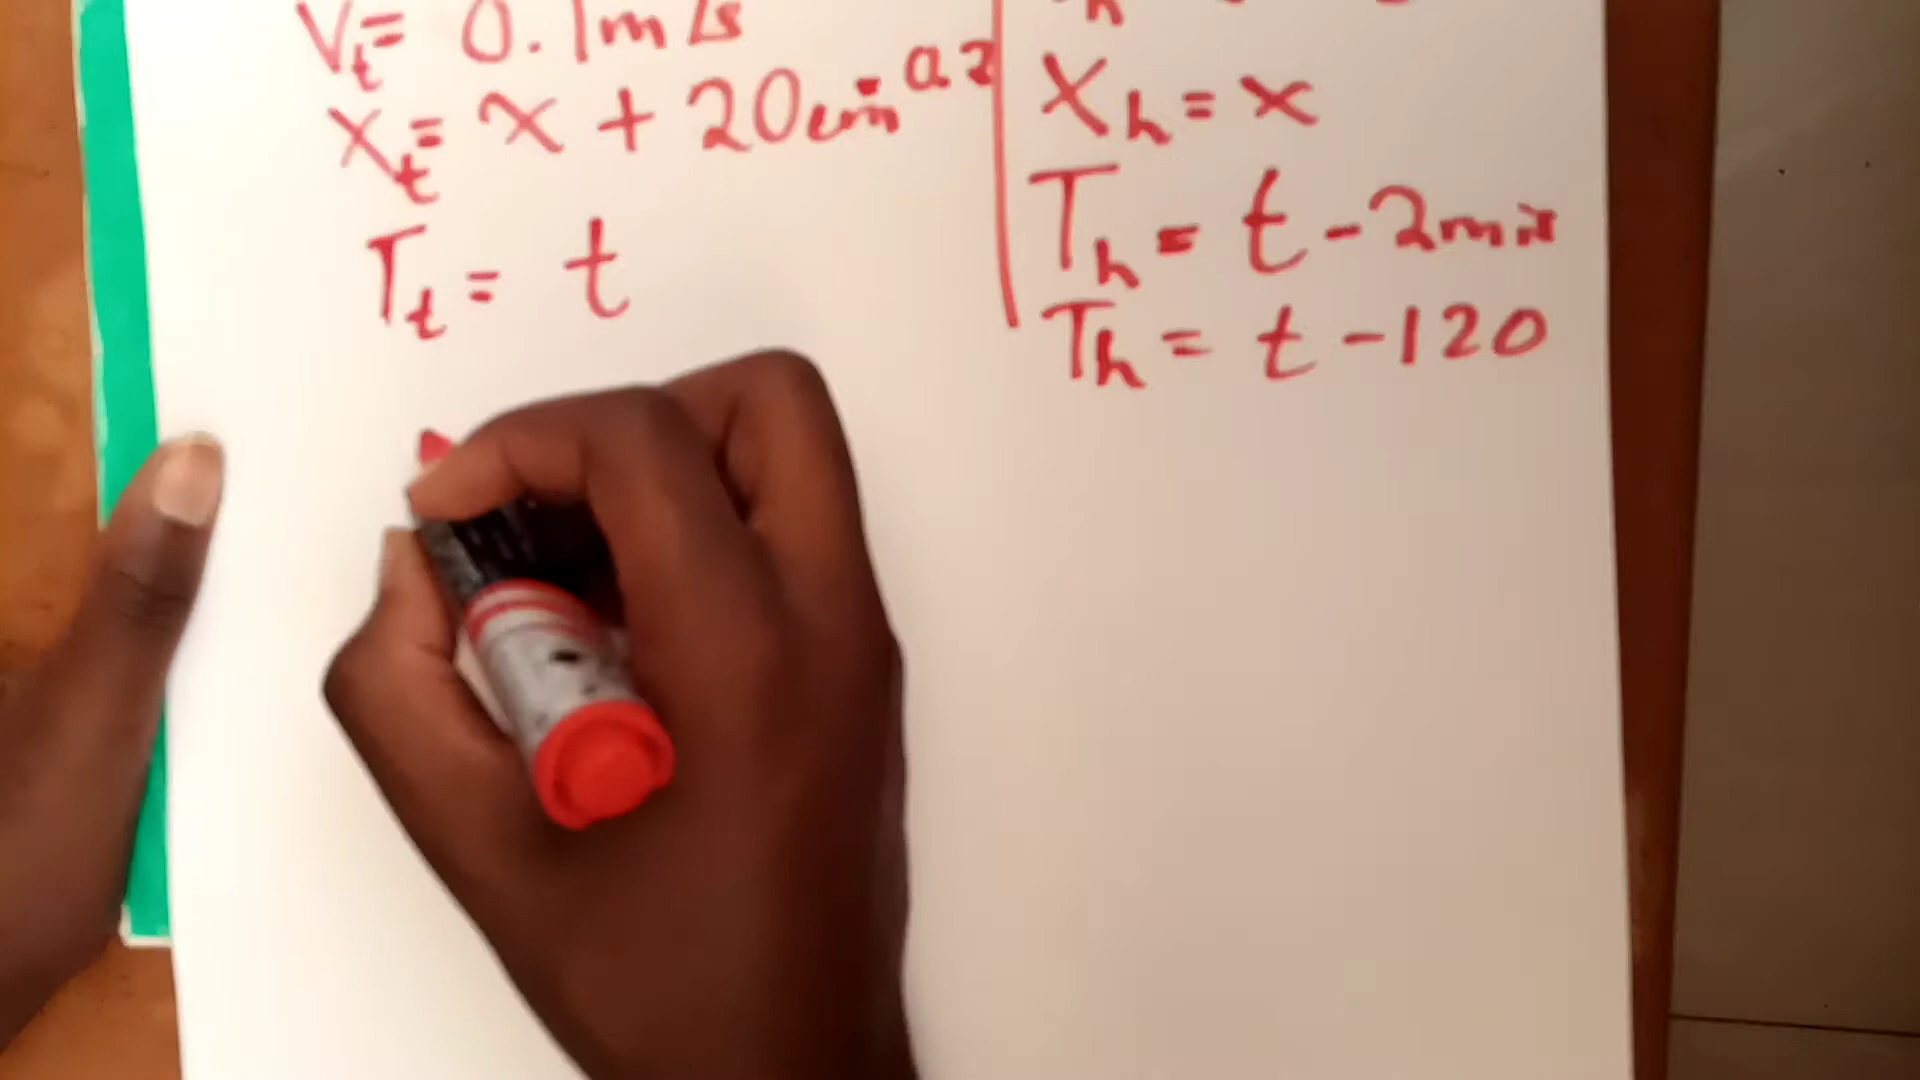 Vt = 0.1m/s
Xt = x + 20cm
Tt = t
h
Xh = x
Th = t - 2min
Th = t - 120